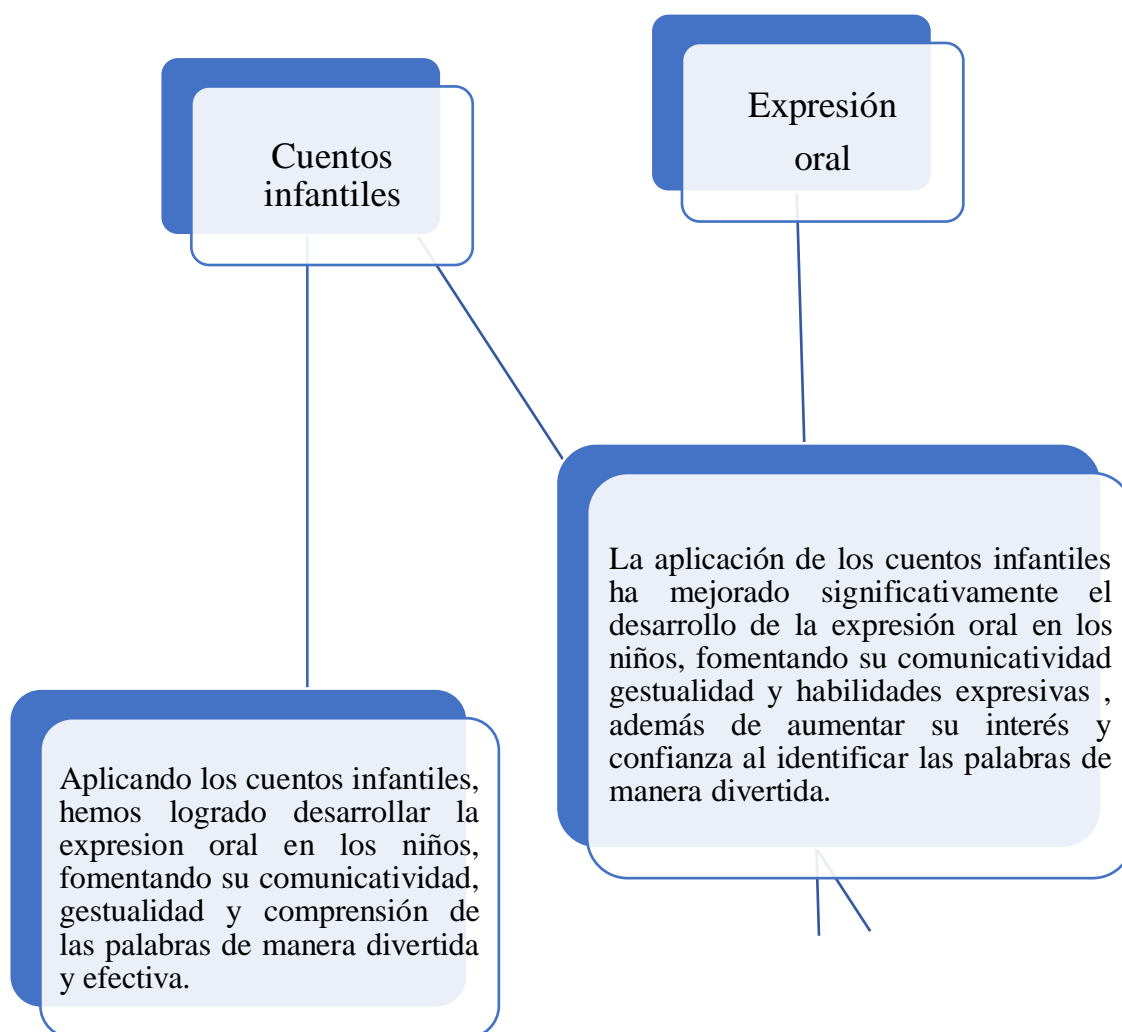 Cuentos
infantiles
Expresión
oral
La aplicación de los cuentos infantiles
ha mejorado significativamente el
desarrollo de la expresión oral en los
niños, fomentando su comunicatividad
gestualidad y habilidades expresivas ,
además de aumentar su interés y
confianza al identificar las palabras de
manera divertida.
Aplicando los cuentos infantiles,
hemos logrado desarrollar la
expresion oral en los niños,
fomentando su comunicatividad,
gestualidad y comprensión de
las palabras de manera divertida
y efectiva.